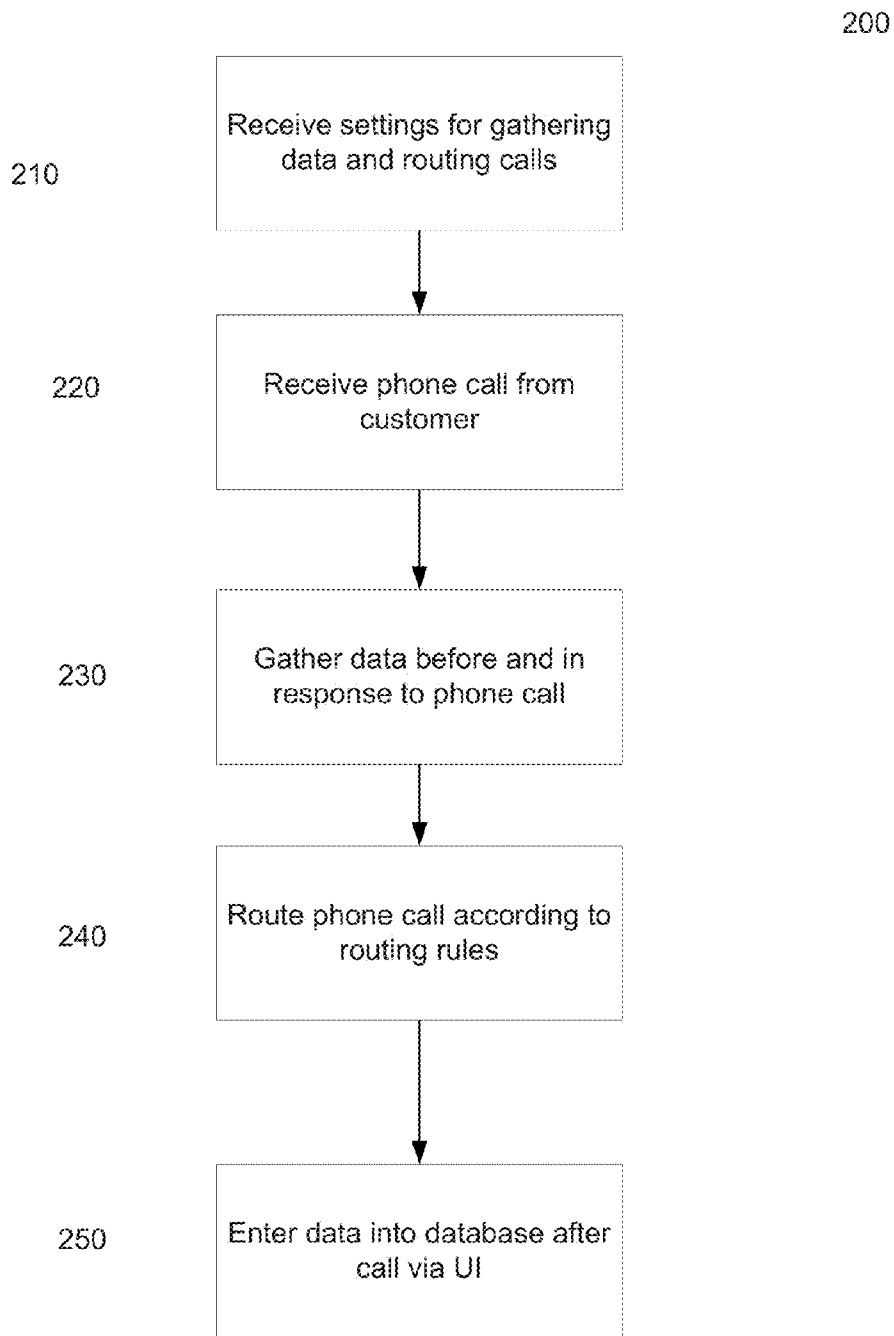 200
Receive settings for gathering
data and routing calls
210
Receive phone call from
customer
220
Gather data before and in
response to phone call
230
Route phone call according to
routing rules
240
Enter data into database after
call via UI
250